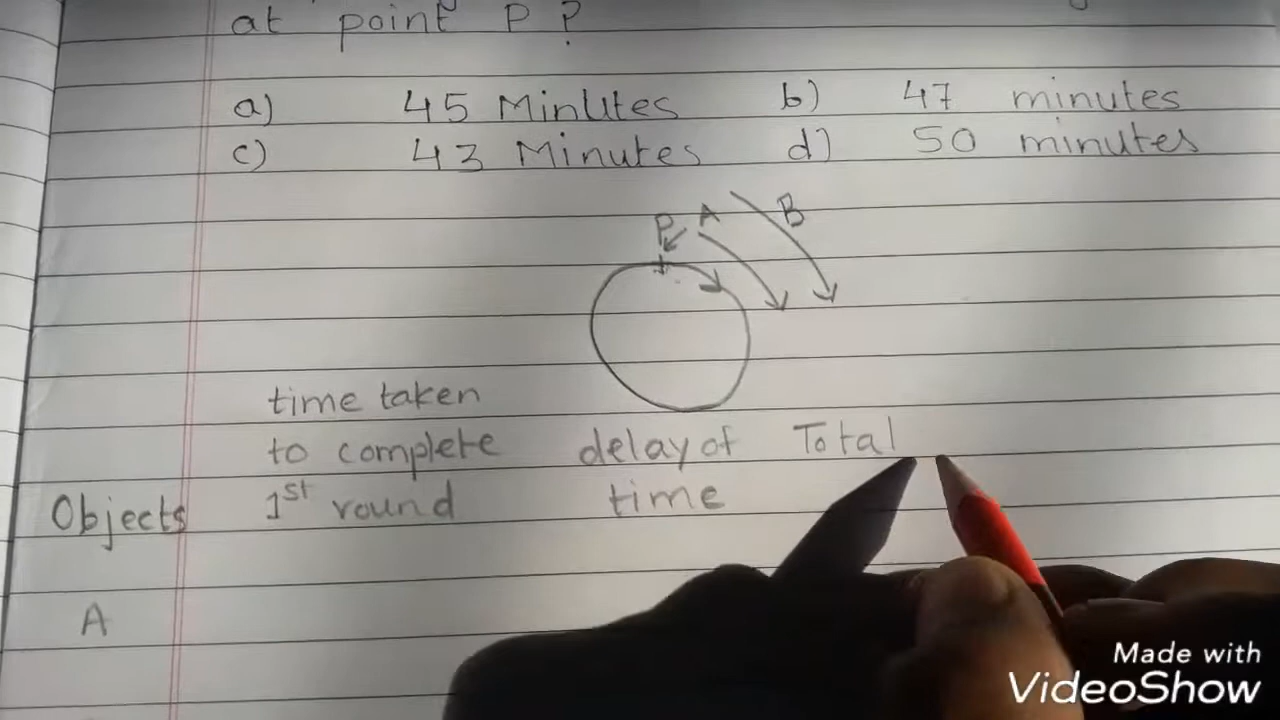 at point P ?
a) 45 Minutes b) 47 minutes
c) 43 Minutes d) 50 minutes
P A B
time taken
to complete delay of Total
Objects 1st round time
A
Made with
VideoShow